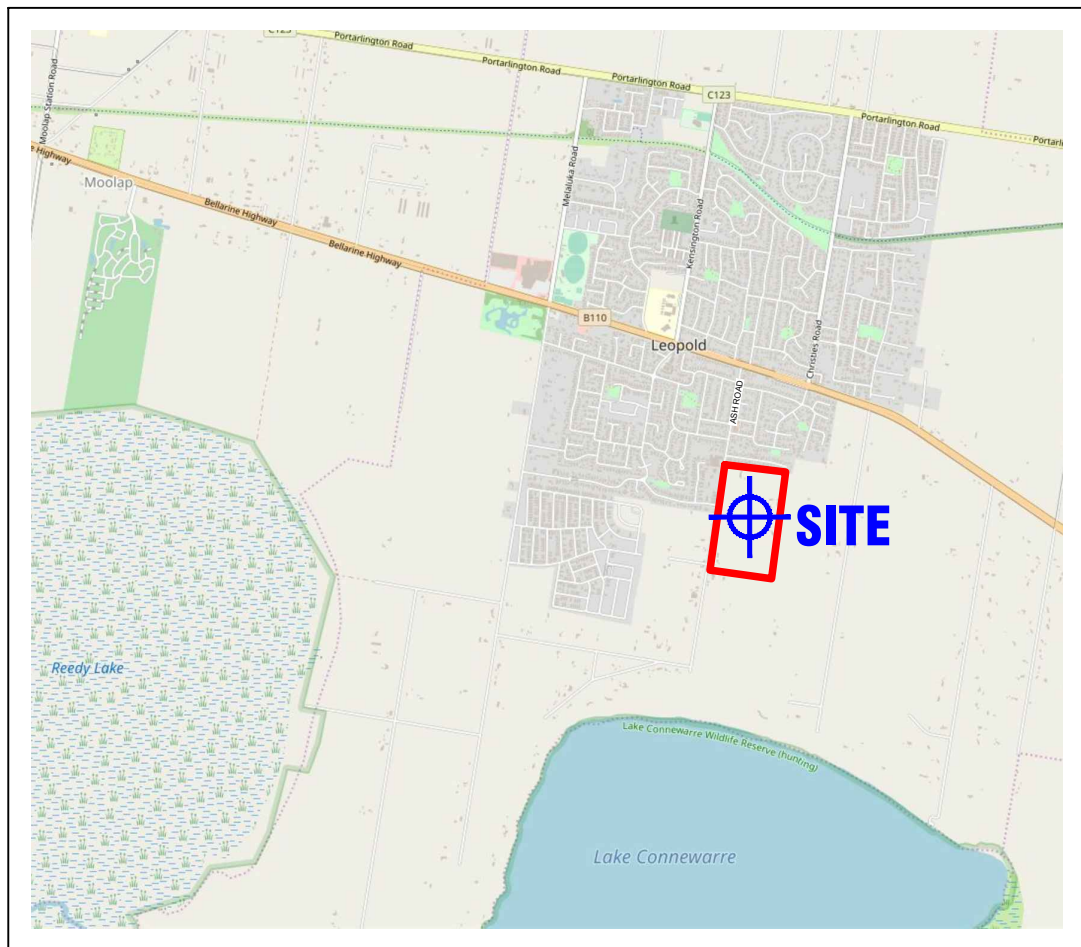 C123
Portarlington Road
Portarlington Road
Portarlington Road
C123
Portarlington Road
Moolap Station Road
Highway
Moolap
Melaluka Road
Kensington Road
Bellarine Highway
Bellarine Highway
B110
Leopold
Christies Road
ASH ROAD
SITE
Reedy Lake
Lake Connewarre Wildlife Reserve (hunting)
Lake Connewarre